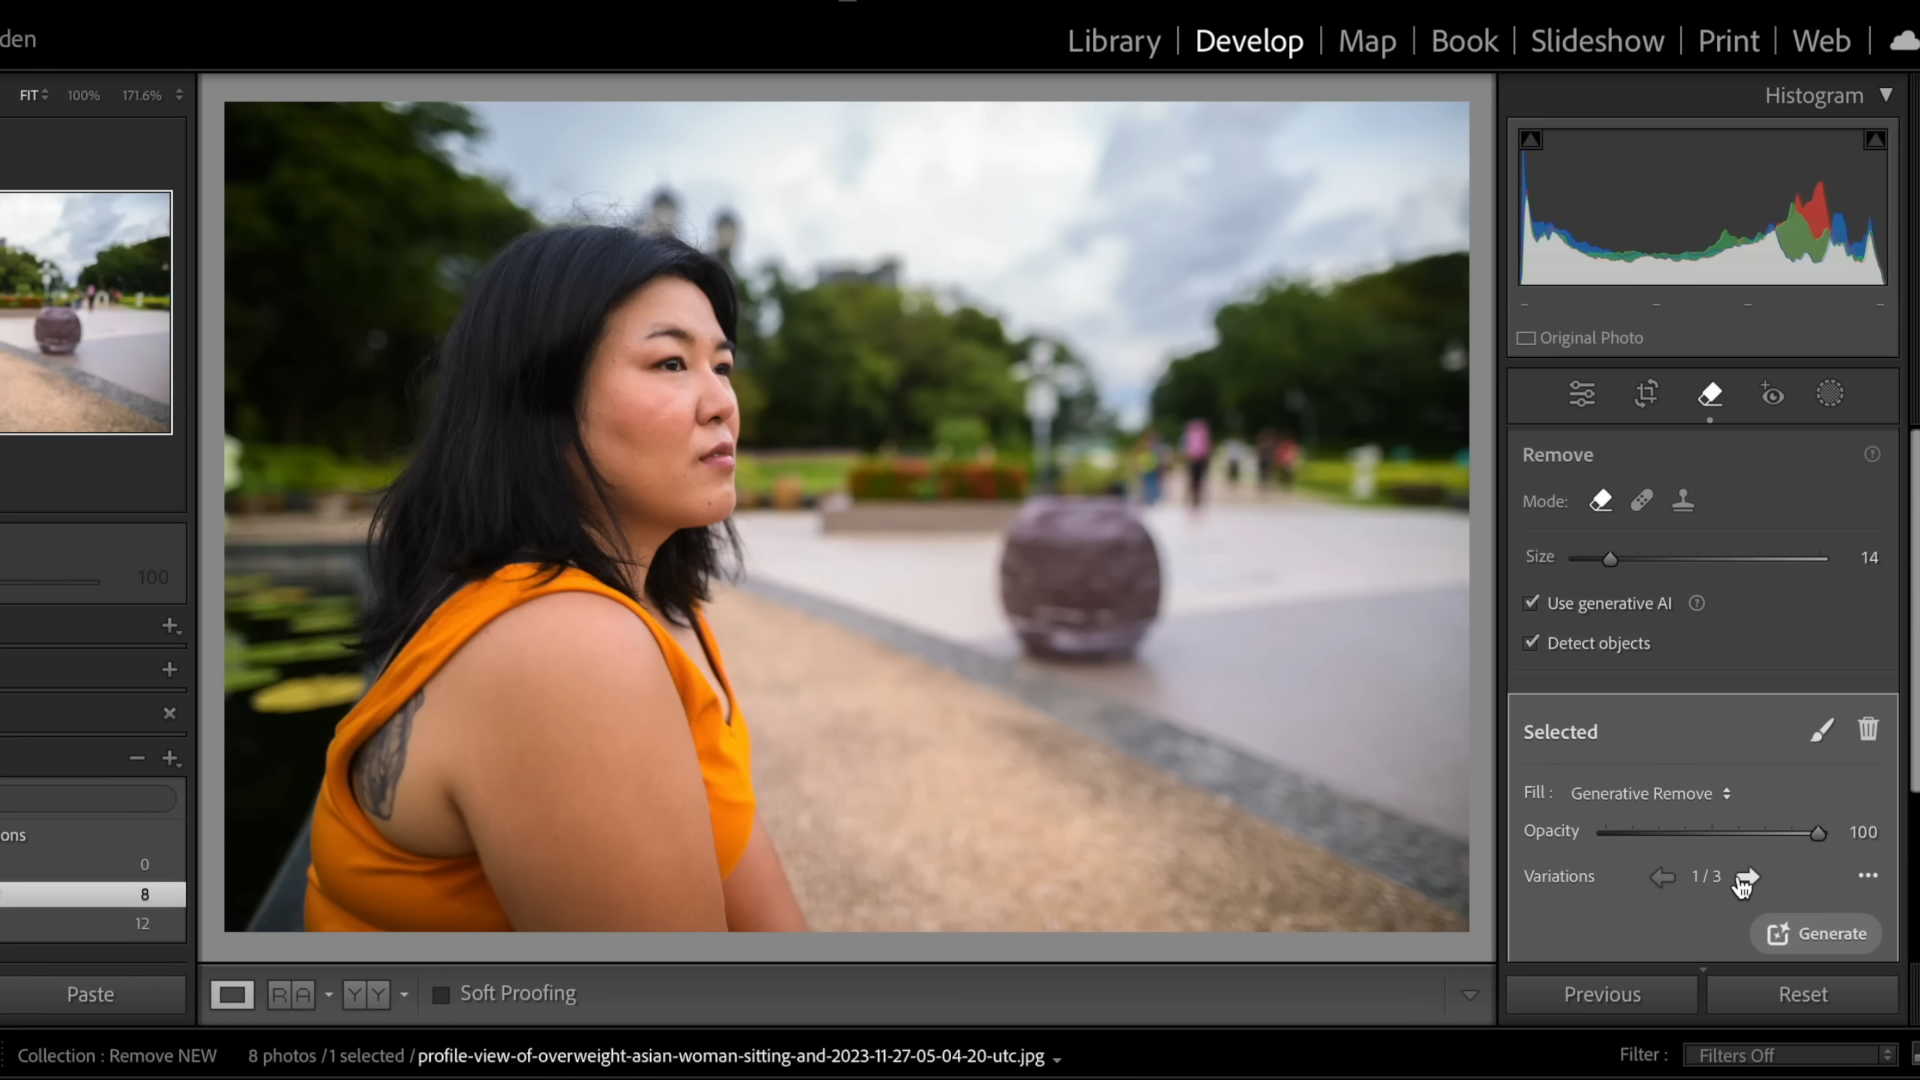 den
Library | Develop | Map | Book | Slideshow | Print | Web |
FIT 100% 171.6%
Histogram
Original Photo
Remove
Mode:
Size 14
Use generative AI
Detect objects
100
Selected
Fill : Generative Remove
Opacity 100
Variations 1 / 3
Generate
ons
0
8
12
Paste
R A Y Y Soft Proofing
Previous Reset
Collection : Remove NEW 8 photos / 1 selected / profile-view-of-overweight-asian-woman-sitting-and-2023-11-27-05-04-20-utc.jpg
Filter : Filters Off